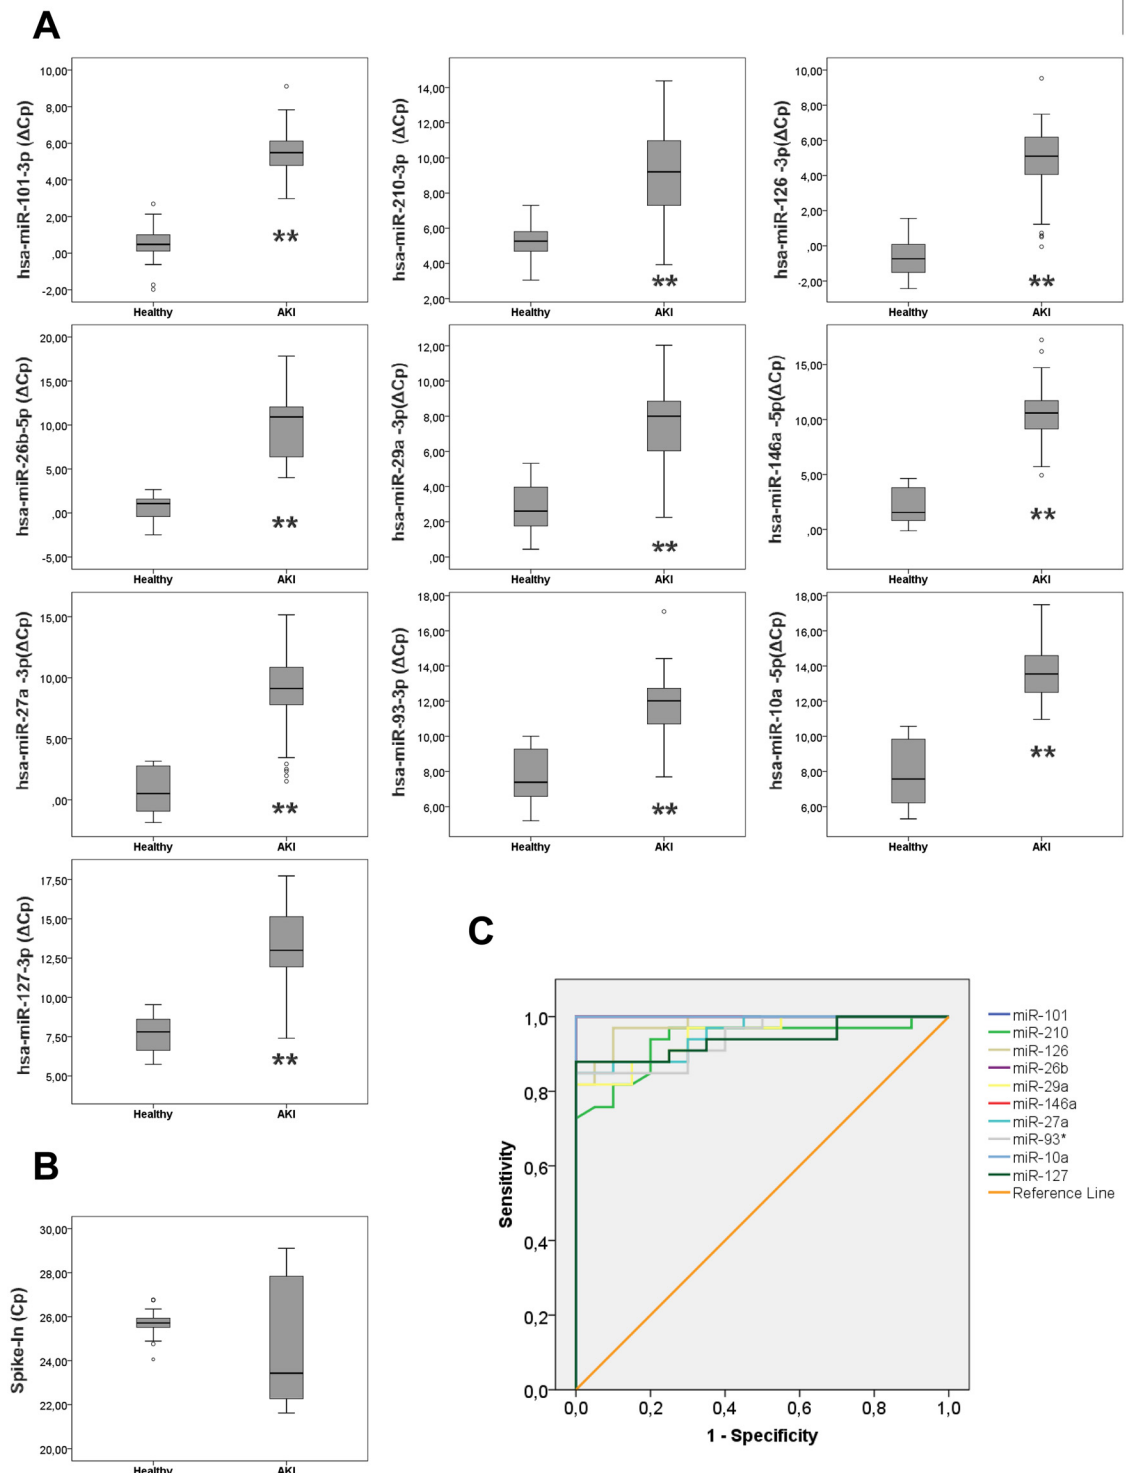 A
hsa-miR-101-3p (ΔCp)
10,00
8,00
6,00
4,00
2,00
,00
-2,00
Healthy
AKI
**
hsa-miR-210-3p (ΔCp)
14,00
12,00
10,00
8,00
6,00
4,00
2,00
Healthy
AKI
**
hsa-miR-126 -3p(ΔCp)
10,00
8,00
6,00
4,00
2,00
,00
-2,00
Healthy
AKI
**
hsa-miR-26b-5p (ΔCp)
20,00
15,00
10,00
5,00
,00
-5,00
Healthy
AKI
**
hsa-miR-29a -3p(ΔCp)
12,00
10,00
8,00
6,00
4,00
2,00
,00
Healthy
AKI
**
hsa-miR-146a -5p(ΔCp)
15,00
10,00
5,00
,00
Healthy
AKI
**
hsa-miR-27a -3p(ΔCp)
15,00
10,00
5,00
,00
Healthy
AKI
**
hsa-miR-93-3p (ΔCp)
18,00
16,00
14,00
12,00
10,00
8,00
6,00
Healthy
AKI
**
hsa-miR-10a -5p(ΔCp)
18,00
16,00
14,00
12,00
10,00
8,00
6,00
Healthy
AKI
**
hsa-miR-127-3p (ΔCp)
17,50
15,00
12,50
10,00
7,50
5,00
Healthy
AKI
**
B
Spike-In (Cp)
30,00
28,00
26,00
24,00
22,00
20,00
Healthy
AKI
C
Sensitivity
1,0
0,8
0,6
0,4
0,2
0,0
0,0
0,2
0,4
0,6
0,8
1,0
1 - Specificity
miR-101
miR-210
miR-126
miR-26b
miR-29a
miR-146a
miR-27a
miR-93*
miR-10a
miR-127
Reference Line